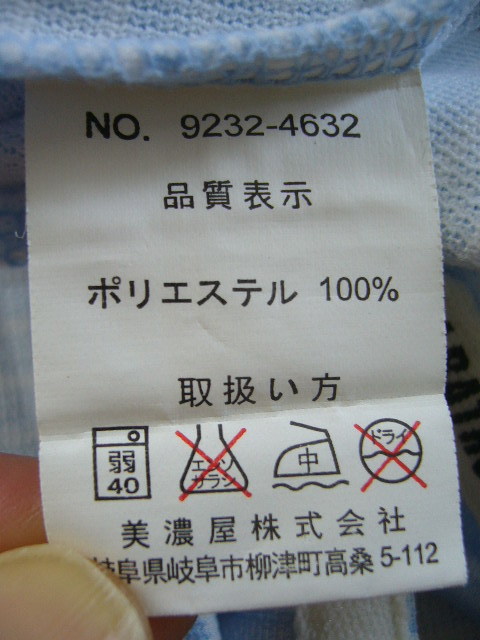 NO. 9232-4632
品質表示
ポリエステル 100%
取扱い方
弱 40 エンソサラシ 中 ドライ
美濃屋株式会社
岐阜県岐阜市柳津町高桑5-112